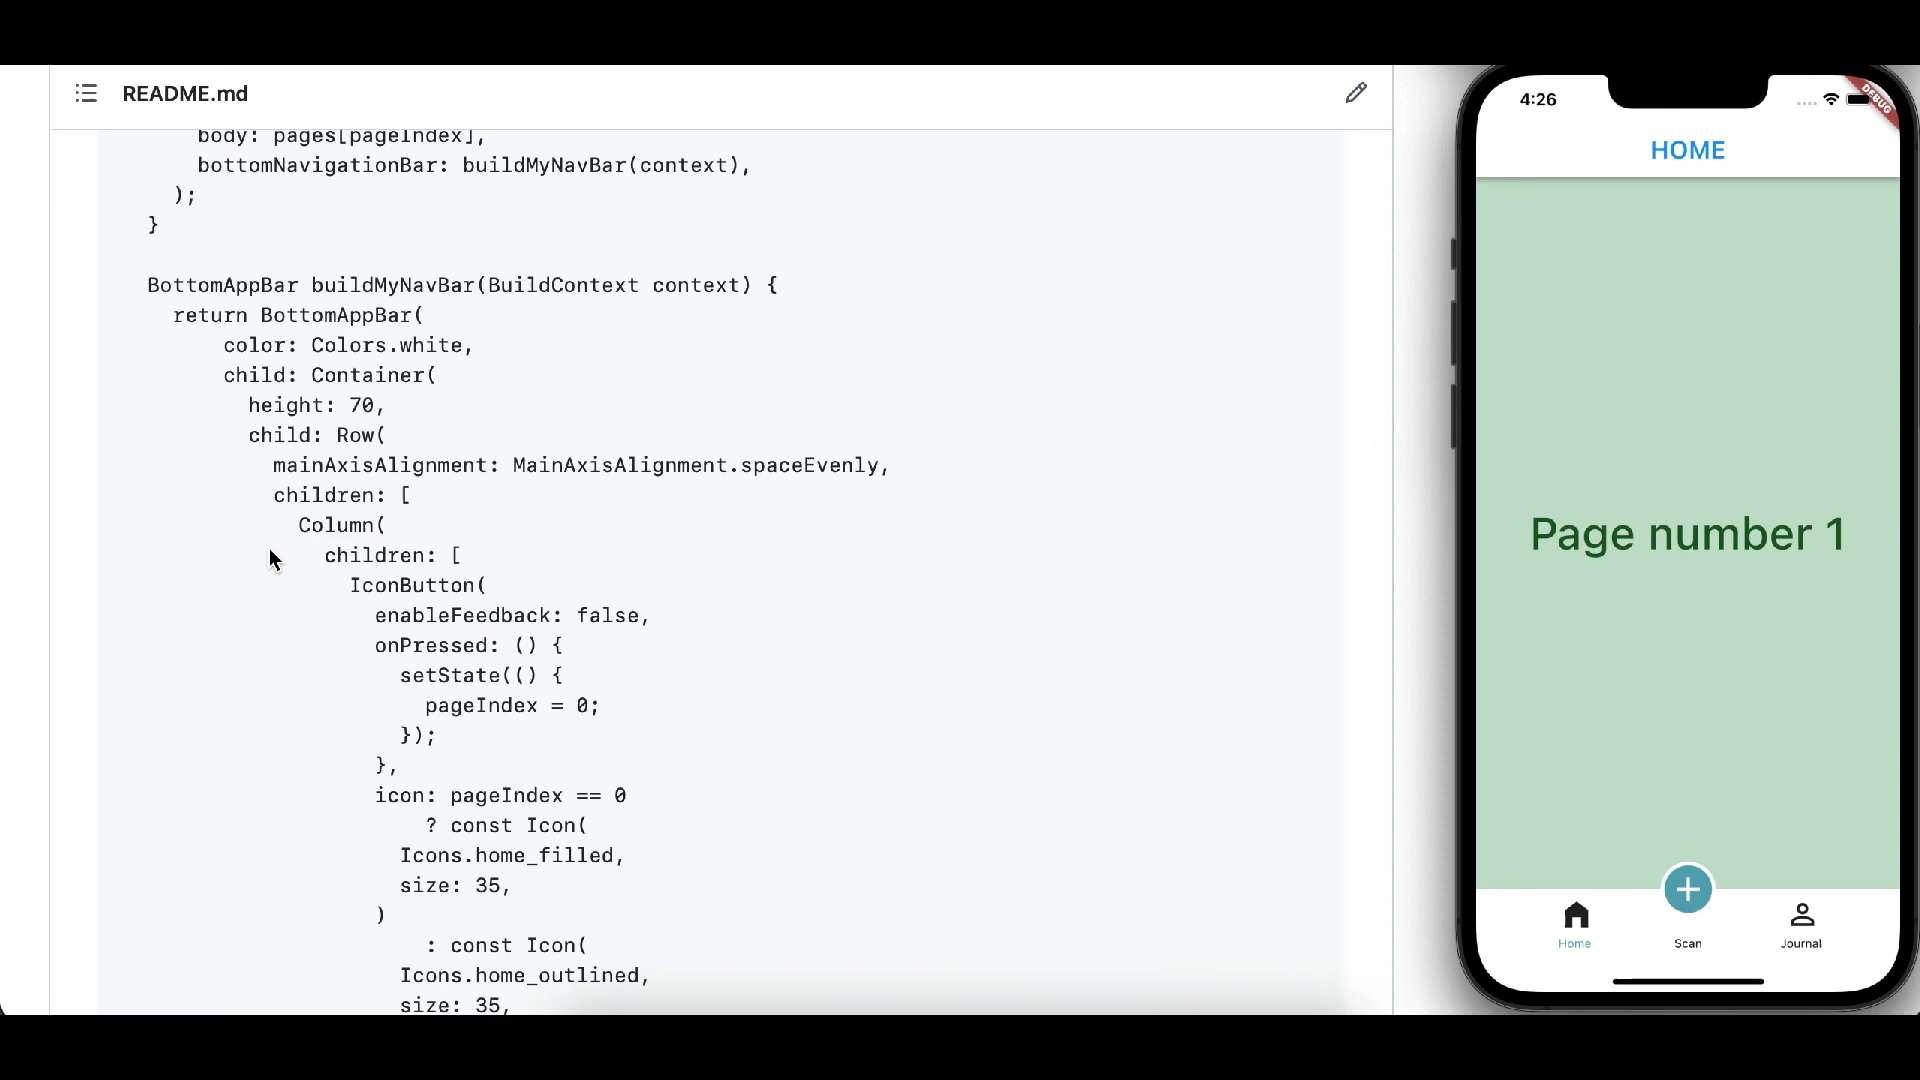 README.md
body: pages[pageIndex],
bottomNavigationBar: buildMyNavBar(context),
);
}
BottomAppBar buildMyNavBar(BuildContext context) {
return BottomAppBar(
color: Colors.white,
child: Container(
height: 70,
child: Row(
mainAxisAlignment: MainAxisAlignment.spaceEvenly,
children: [
Column(
children: [
IconButton(
enableFeedback: false,
onPressed: () {
setState(() {
pageIndex = 0;
});
},
icon: pageIndex == 0
? const Icon(
Icons.home_filled,
size: 35,
)
: const Icon(
Icons.home_outlined,
size: 35,
4:26
DEBUG
HOME
Page number 1
Home
Scan
Journal